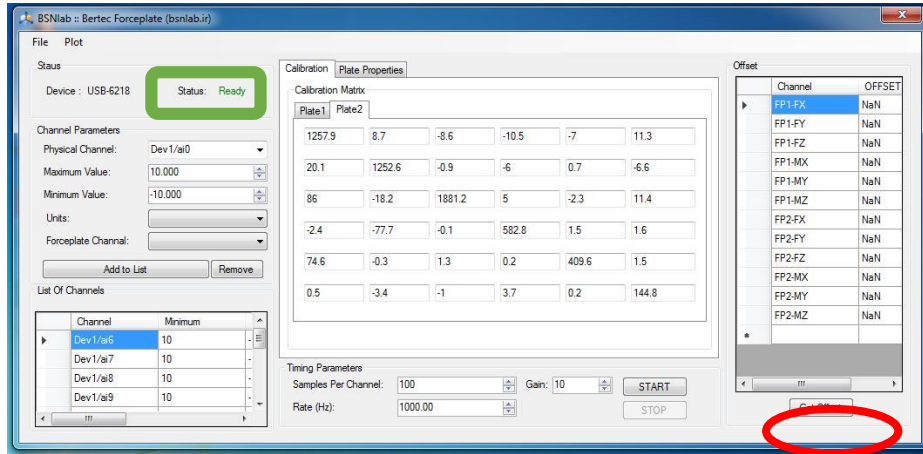 BSNlab :: Bertec Forceplate (bsnlab.ir)
x
File Plot
Staus
Device : USB-6218 Status: Ready
Channel Parameters
Physical Channel: Dev1/ai0
Maximum Value: 10.000
Minimum Value: -10.000
Units:
Forceplate Channel:
Add to List Remove
List Of Channels
Channel Minimum
Dev1/ai6 10 -
Dev1/ai7 10 -
Dev1/ai8 10 -
Dev1/ai9 10 -
Calibration Plate Properties
Calibration Matrix
Plate1 Plate2
1257.9 8.7 -8.6 -10.5 -7 11.3
20.1 1252.6 -0.9 -6 0.7 -6.6
86 -18.2 1881.2 5 -2.3 11.4
-2.4 -77.7 -0.1 582.8 1.5 1.6
74.6 -0.3 1.3 0.2 409.6 1.5
0.5 -3.4 -1 3.7 0.2 144.8
Timing Parameters
Samples Per Channel: 100 Gain: 10 START
Rate (Hz): 1000.00 STOP
Offset
Channel OFFSET
FP1-FX NaN
FP1-FY NaN
FP1-FZ NaN
FP1-MX NaN
FP1-MY NaN
FP1-MZ NaN
FP2-FX NaN
FP2-FY NaN
FP2-FZ NaN
FP2-MX NaN
FP2-MY NaN
FP2-MZ NaN
*